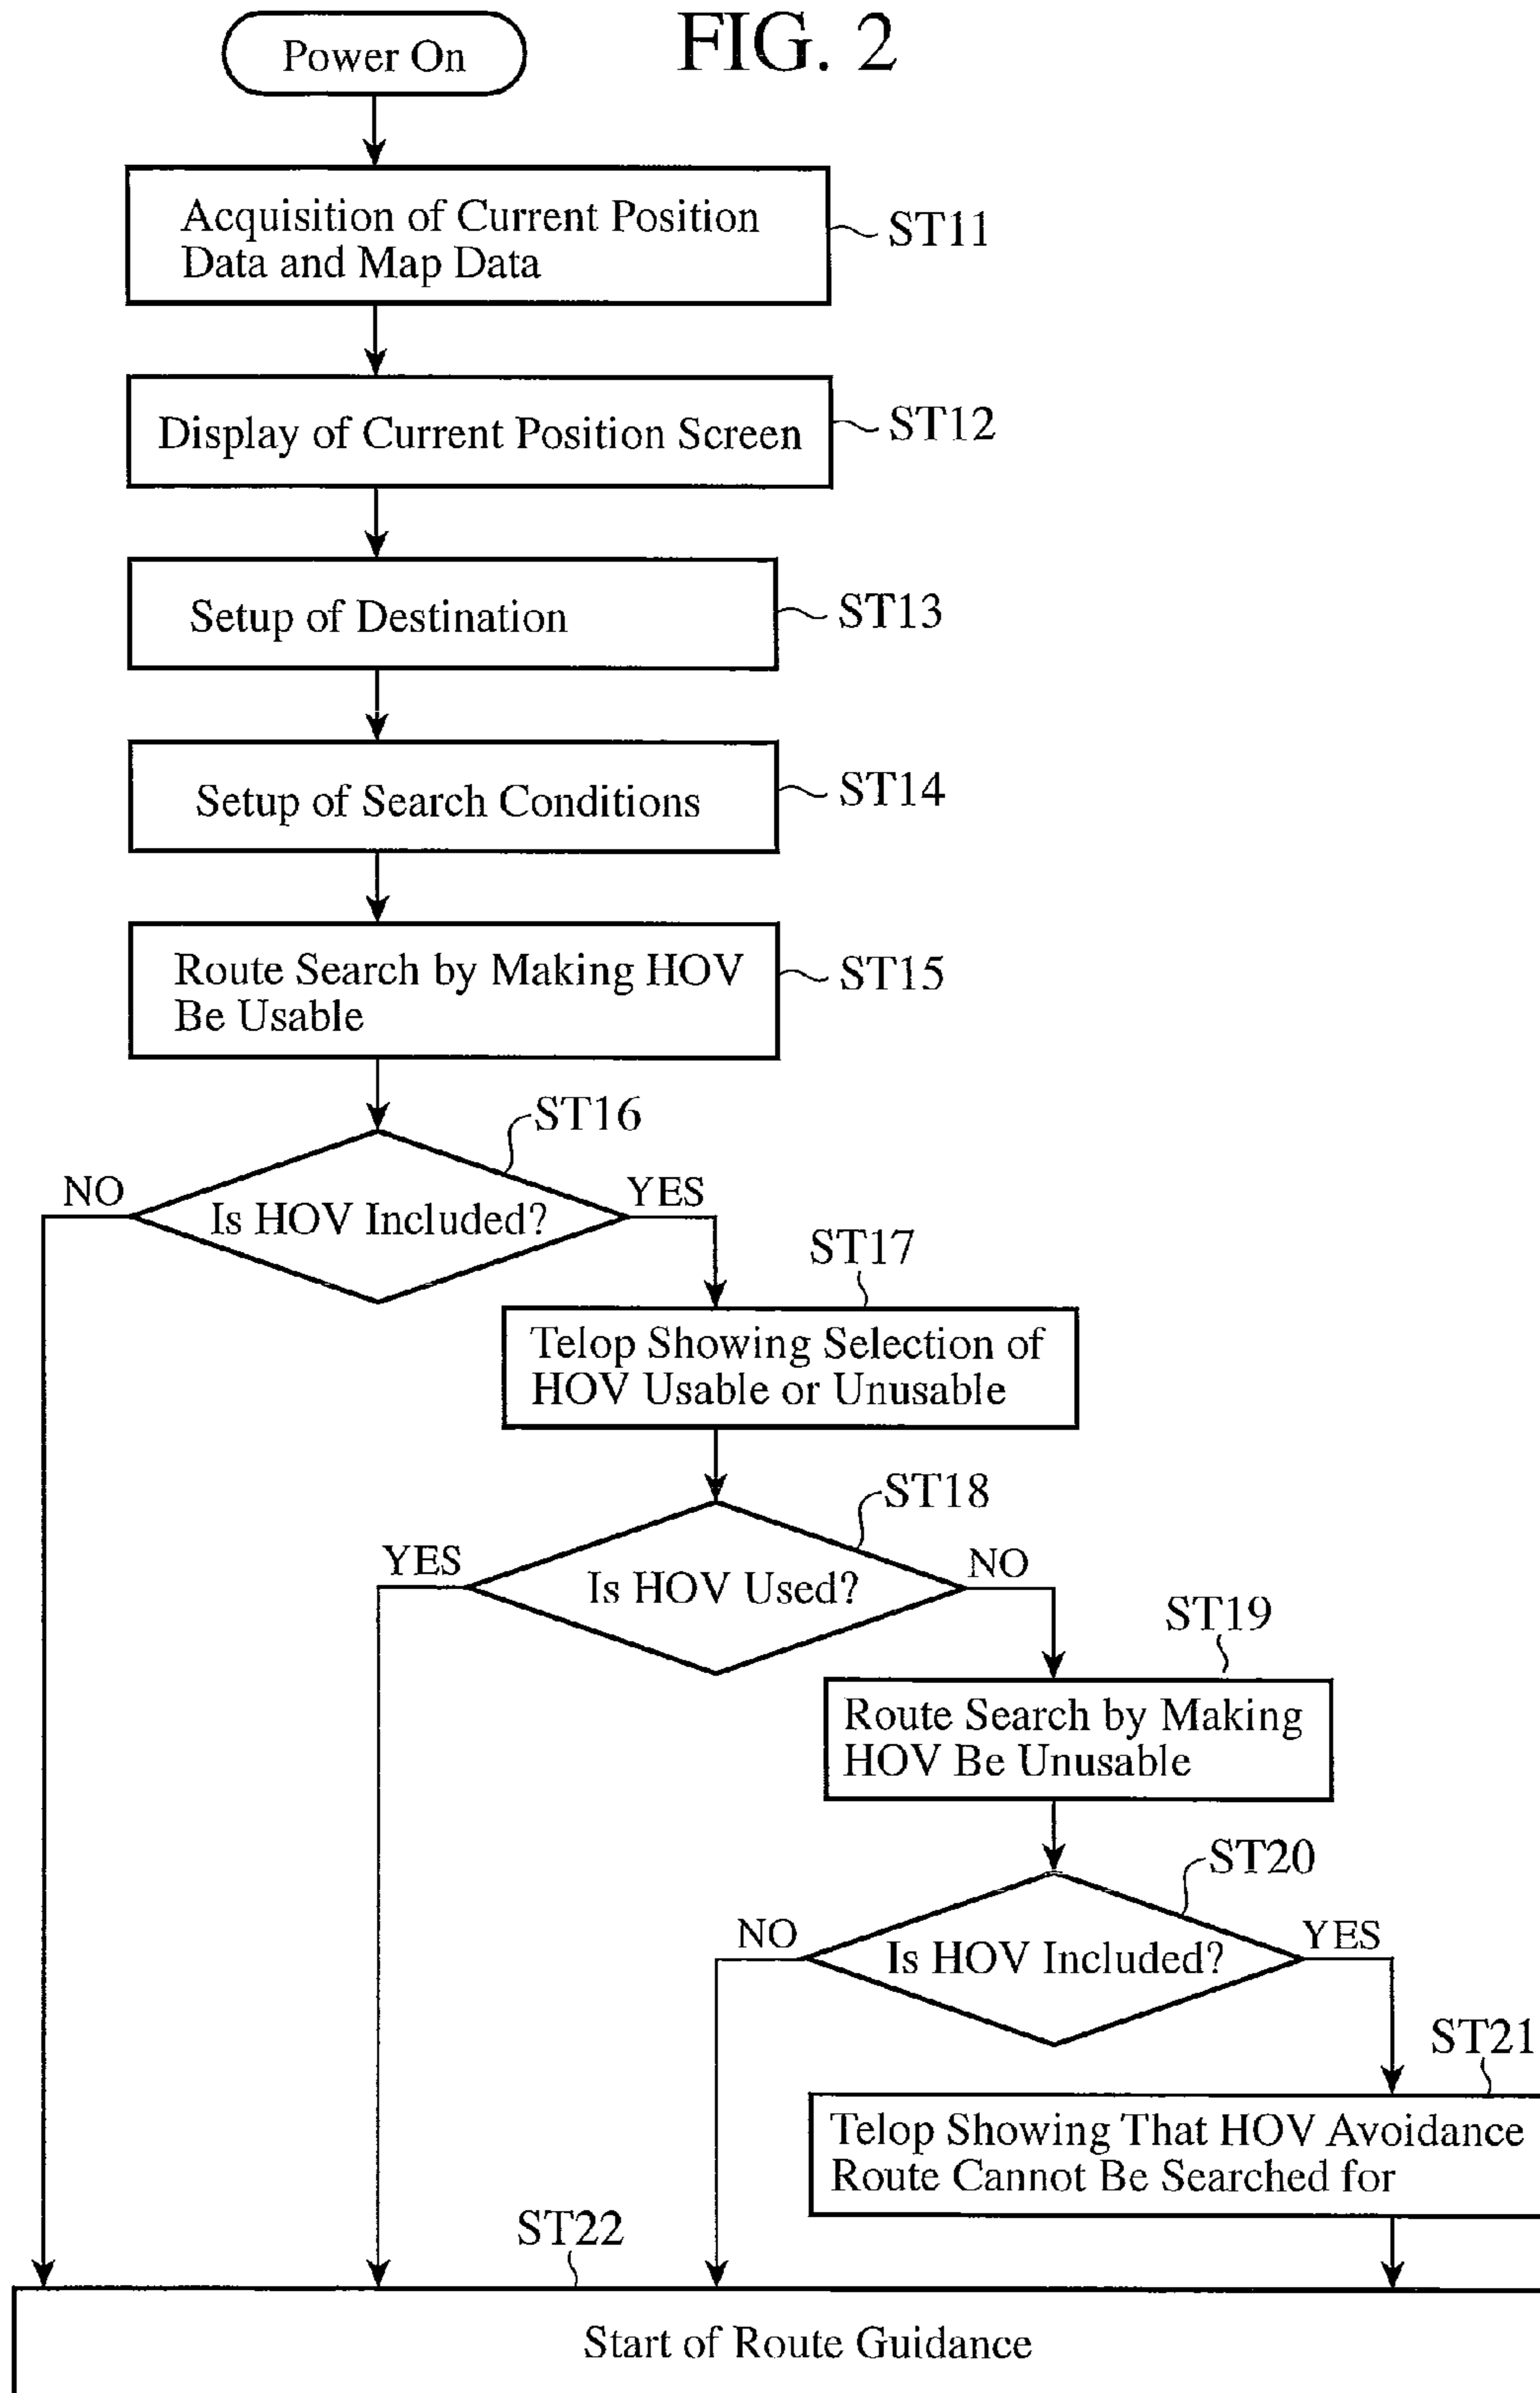 FIG. 2
Power On
Acquisition of Current Position
Data and Map Data
ST11
Display of Current Position Screen
ST12
Setup of Destination
ST13
Setup of Search Conditions
ST14
Route Search by Making HOV
Be Usable
ST15
ST16
NO
Is HOV Included?
YES
ST17
Telop Showing Selection of
HOV Usable or Unusable
ST18
YES
Is HOV Used?
NO
ST19
Route Search by Making
HOV Be Unusable
ST20
NO
Is HOV Included?
YES
ST21
Telop Showing That HOV Avoidance
Route Cannot Be Searched for
ST22
Start of Route Guidance